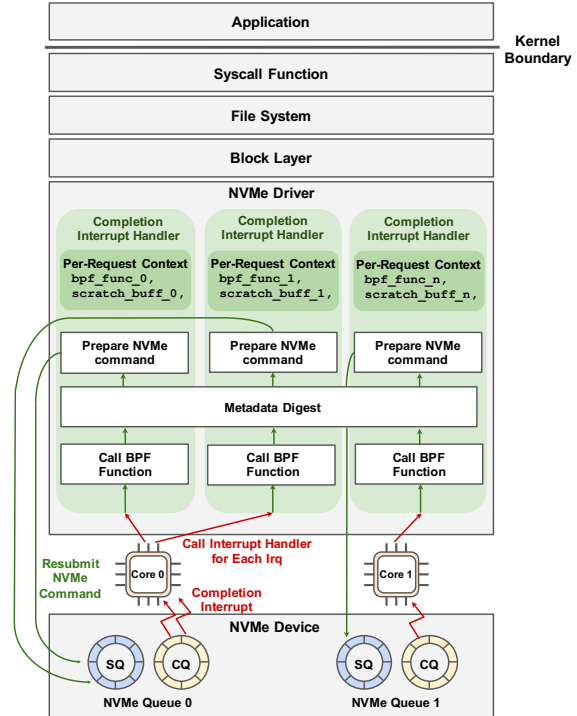 Application
Kernel
Boundary
Syscall Function
File System
Block Layer
NVMe Driver
Completion
Interrupt Handler
Per-Request Context
bpf_func_0,
scratch_buff_0,
Completion
Interrupt Handler
Per-Request Context
bpf_func_1,
scratch_buff_1,
Completion
Interrupt Handler
Per-Request Context
bpf_func_n,
scratch_buff_n,
Prepare NVMe
command
Prepare NVMe
command
Prepare NVMe
command
Metadata Digest
Call BPF
Function
Call BPF
Function
Call BPF
Function
Call Interrupt Handler
for Each Irq
Resubmit
NVMe
Command
Core 0
Core 1
Completion
Interrupt
NVMe Device
SQ
CQ
SQ
CQ
NVMe Queue 0
NVMe Queue 1